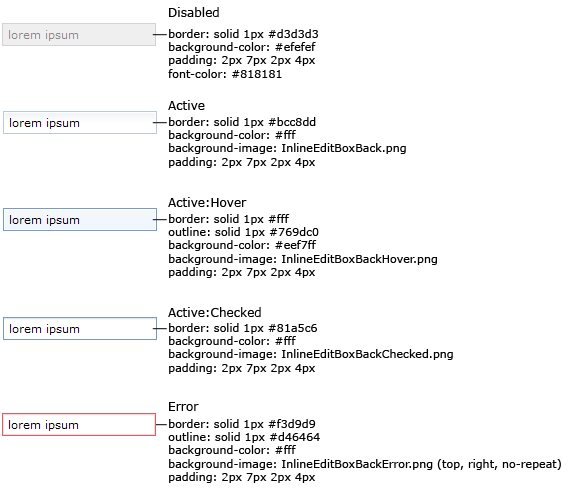 Disabled
lorem ipsum
border: solid 1px #d3d3d3
background-color: #efefef
padding: 2px 7px 2px 4px
font-color: #818181
Active
lorem ipsum
border: solid 1px #bcc8dd
background-color: #fff
background-image: InlineEditBoxBack.png
padding: 2px 7px 2px 4px
Active:Hover
lorem ipsum
border: solid 1px #fff
outline: solid 1px #769dc0
background-color: #eef7ff
background-image: InlineEditBoxBackHover.png
padding: 2px 7px 2px 4px
Active:Checked
lorem ipsum
border: solid 1px #81a5c6
background-color: #fff
background-image: InlineEditBoxBackChecked.png
padding: 2px 7px 2px 4px
Error
lorem ipsum
border: solid 1px #f3d9d9
outline: solid 1px #d46464
background-color: #fff
background-image: InlineEditBoxBackError.png (top, right, no-repeat)
padding: 2px 7px 2px 4px